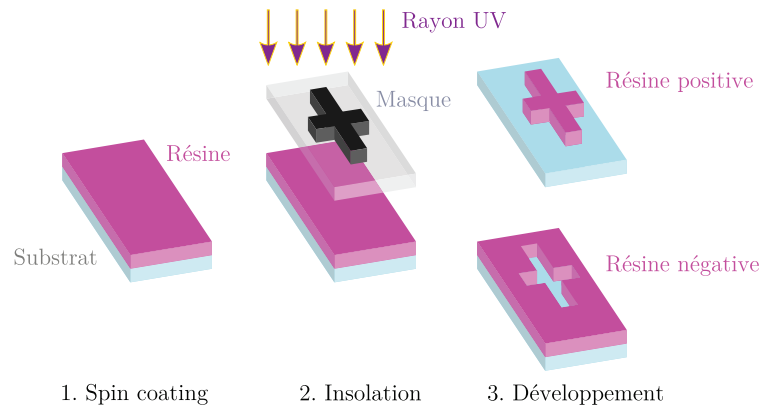 Rayon UV
Masque
Résine positive
Résine
Substrat
Résine négative
1. Spin coating
2. Insolation
3. Développement